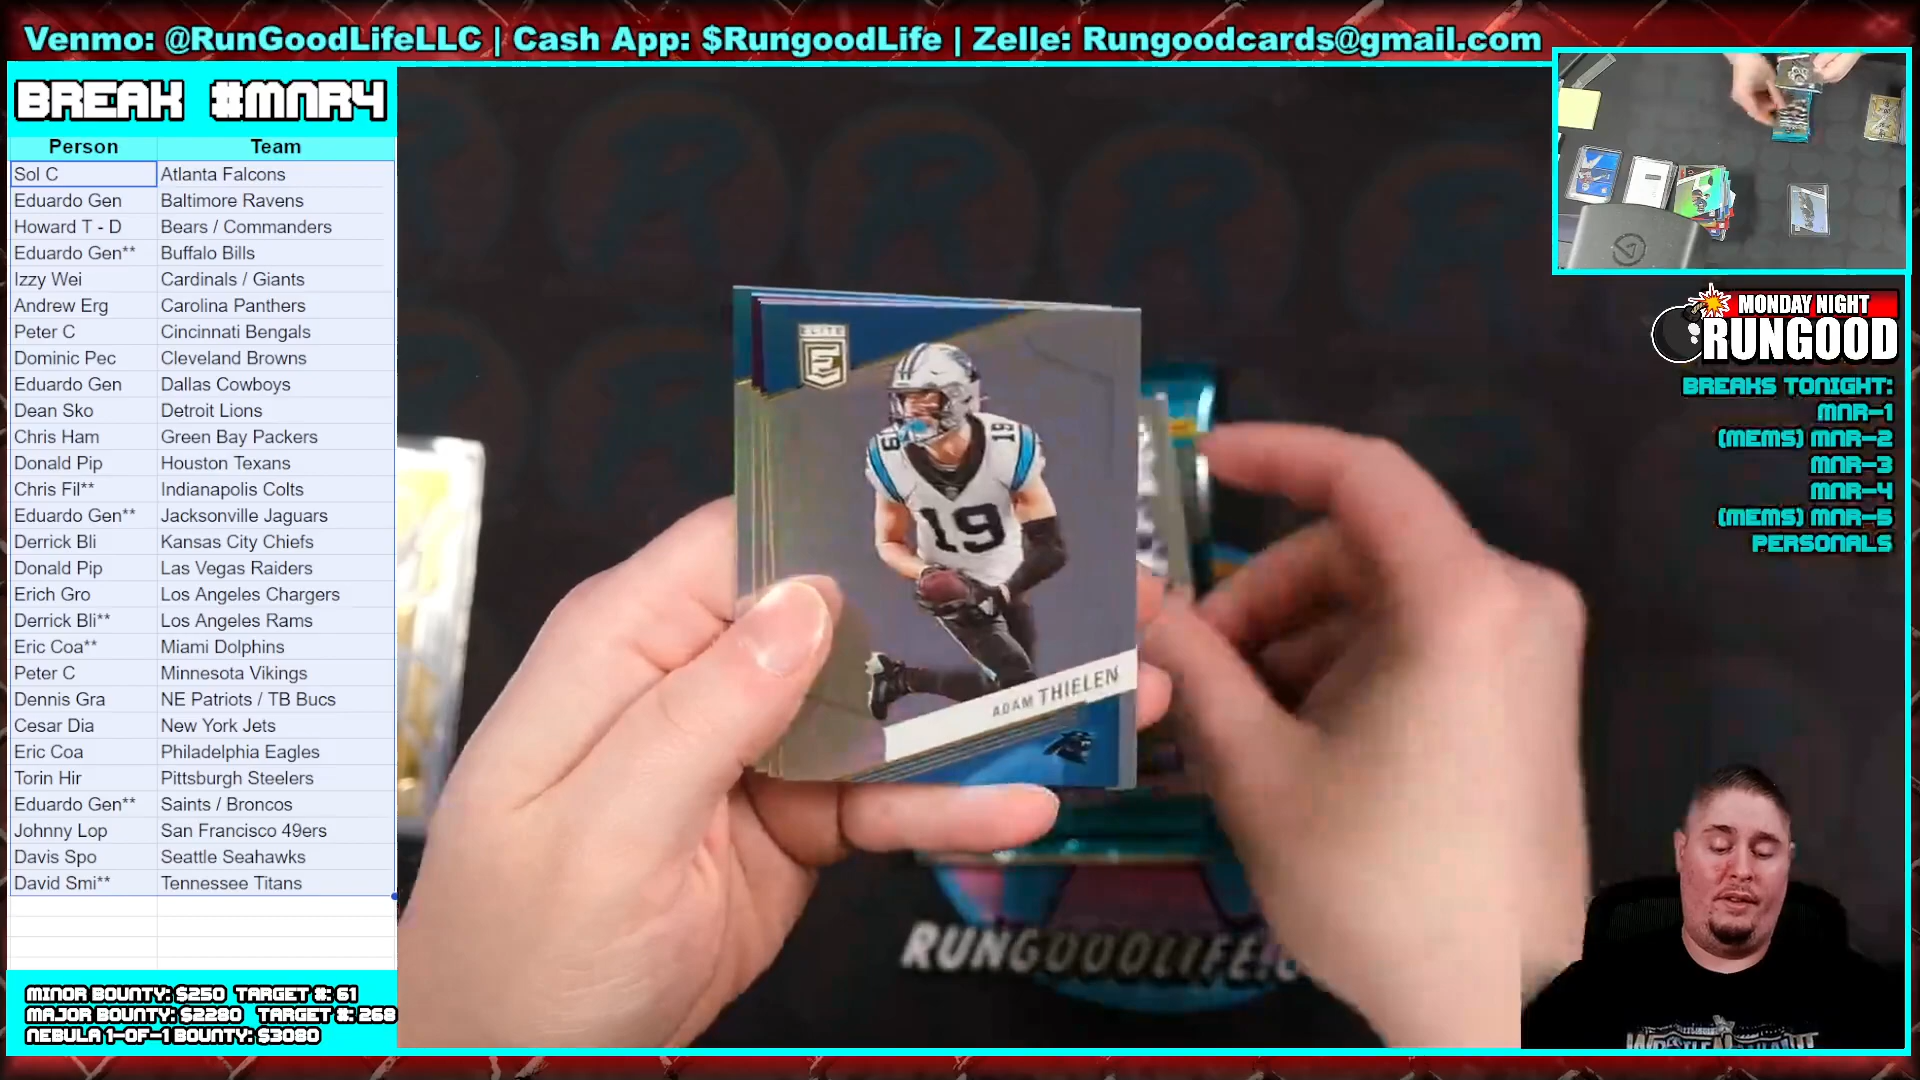 Venmo: @RunGoodLifeLLC | Cash App: $RungoodLife | Zelle: Rungoodcards@gmail.com
BREAK #MNR4
Person Team
Sol C Atlanta Falcons
Eduardo Gen Baltimore Ravens
Howard T - D Bears / Commanders
Eduardo Gen** Buffalo Bills
Izzy Wei Cardinals / Giants
Andrew Erg Carolina Panthers
Peter C Cincinnati Bengals
Dominic Pec Cleveland Browns
Eduardo Gen Dallas Cowboys
Dean Sko Detroit Lions
Chris Ham Green Bay Packers
Donald Pip Houston Texans
Chris Fil** Indianapolis Colts
Eduardo Gen** Jacksonville Jaguars
Derrick Bli Kansas City Chiefs
Donald Pip Las Vegas Raiders
Erich Gro Los Angeles Chargers
Derrick Bli** Los Angeles Rams
Eric Coa** Miami Dolphins
Peter C Minnesota Vikings
Dennis Gra NE Patriots / TB Bucs
Cesar Dia New York Jets
Eric Coa Philadelphia Eagles
Torin Hir Pittsburgh Steelers
Eduardo Gen** Saints / Broncos
Johnny Lop San Francisco 49ers
Davis Spo Seattle Seahawks
David Smi** Tennessee Titans
MINOR BOUNTY: $250 TARGET #: 61
MAJOR BOUNTY: $2280 TARGET #: 268
NEBULA 1-OF-1 BOUNTY: $3080
ELITE
E
19
19
19
ADAM THIELEN
RUNGOODLIFE.C
MONDAY NIGHT
RUNGOOD
BREAKS TONIGHT:
MNR-1
(MEMS) MNR-2
MNR-3
MNR-4
(MEMS) MNR-5
PERSONALS